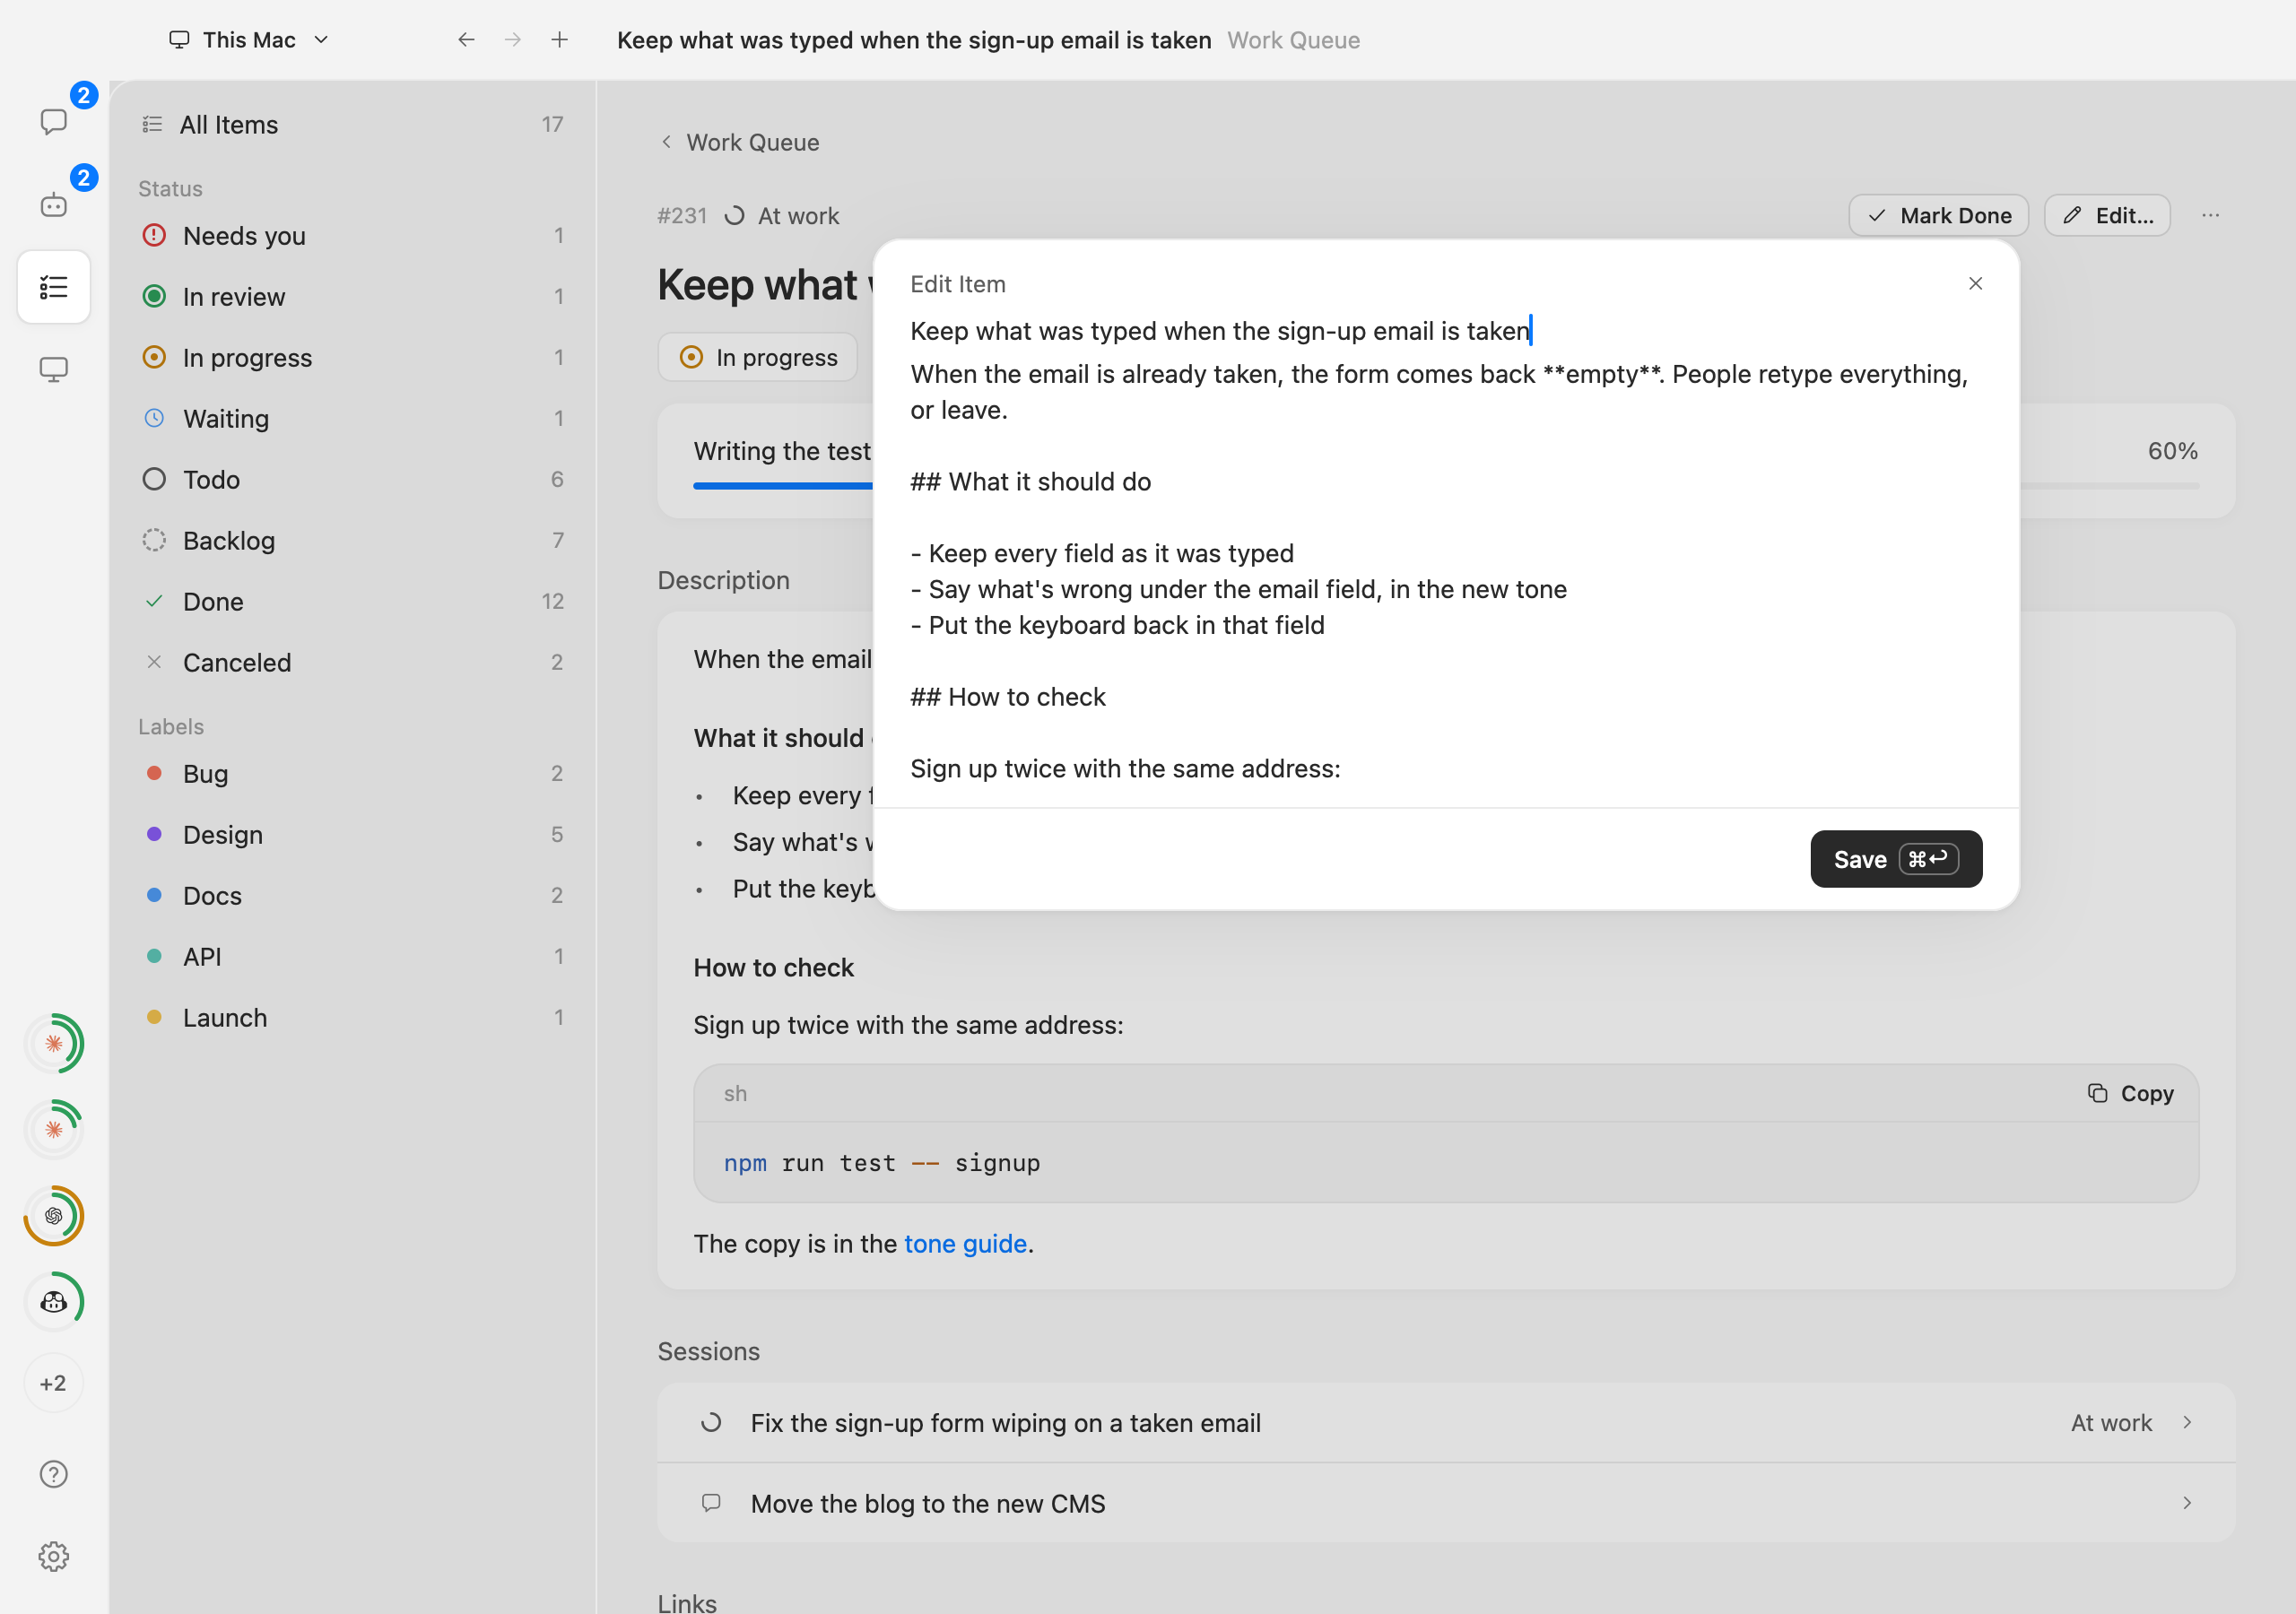 This Mac
Keep what was typed when the sign-up email is taken Work Queue
2
2
All Items 17
Status
Needs you 1
In review 1
In progress 1
Waiting 1
Todo 6
Backlog 7
Done 12
Canceled 2
Labels
Bug 2
Design 5
Docs 2
API 1
Launch 1
+2
Work Queue
#231 At work
Mark Done
Edit...
Keep what
In progress
Writing the test
60%
Description
When the email
What it should
Keep every
Say what's
Put the keyb
How to check
Sign up twice with the same address:
sh
Copy
npm run test -- signup
The copy is in the tone guide.
Sessions
Fix the sign-up form wiping on a taken email At work
Move the blog to the new CMS
Links
Edit Item
Keep what was typed when the sign-up email is taken
When the email is already taken, the form comes back **empty**. People retype everything,
or leave.
## What it should do
- Keep every field as it was typed
- Say what's wrong under the email field, in the new tone
- Put the keyboard back in that field
## How to check
Sign up twice with the same address:
Save ⌘↩